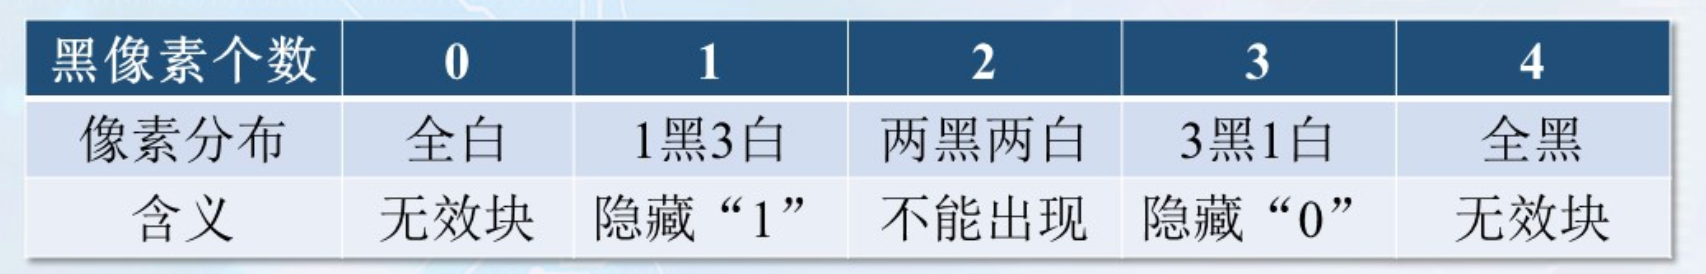 黑像素个数 0 1 2 3 4
像素分布 全白 1黑3白 两黑两白 3黑1白 全黑
含义 无效块 隐藏“1” 不能出现 隐藏“0” 无效块